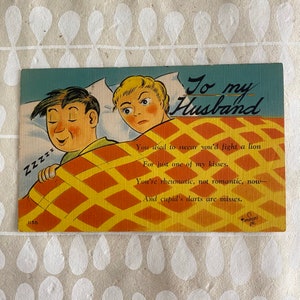 To my
Husband
ZZZZZ
You used to swear you'd fight a lion
For just one of my kisses,
You're rheumatic, not romantic, now—
And cupid's darts are misses.